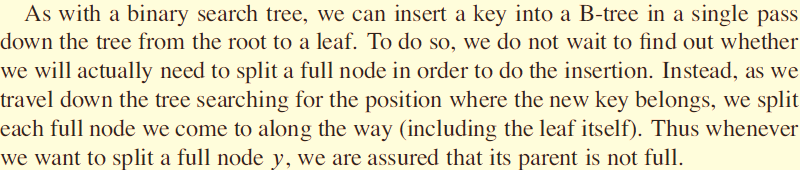 As with a binary search tree, we can insert a key into a B-tree in a single pass
down the tree from the root to a leaf. To do so, we do not wait to find out whether
we will actually need to split a full node in order to do the insertion. Instead, as we
travel down the tree searching for the position where the new key belongs, we split
each full node we come to along the way (including the leaf itself). Thus whenever
we want to split a full node y, we are assured that its parent is not full.